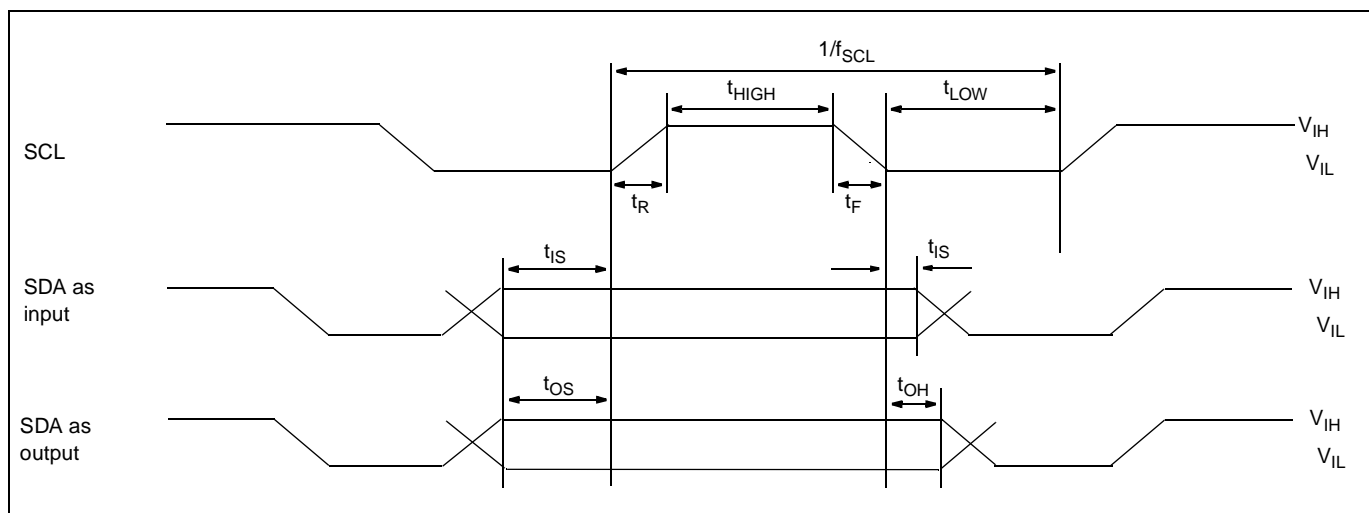 1/fSCL
tHIGH
tLOW
SCL
VIH
VIL
tR
tF
tIS
tIS
SDA as
input
VIH
VIL
tOS
tOH
SDA as
output
VIH
VIL